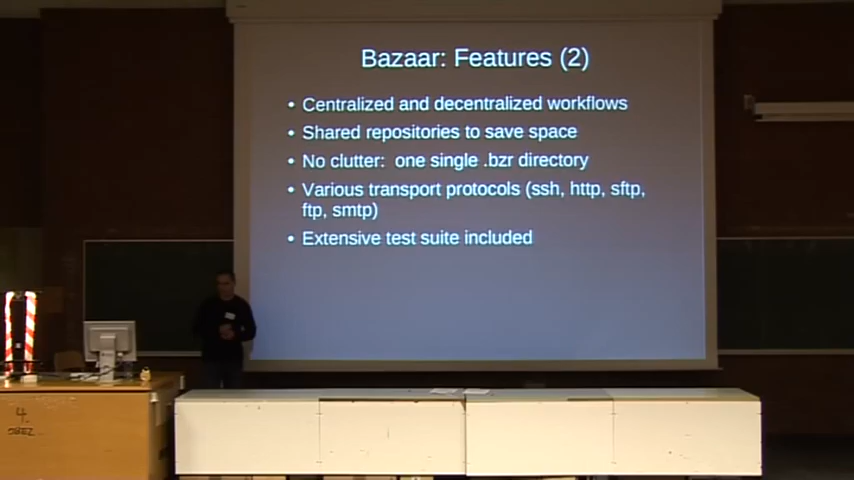 Bazaar: Features (2)
• Centralized and decentralized workflows
• Shared repositories to save space
• No clutter: one single .bzr directory
• Various transport protocols (ssh, http, sftp,
ftp, smtp)
• Extensive test suite included
4.